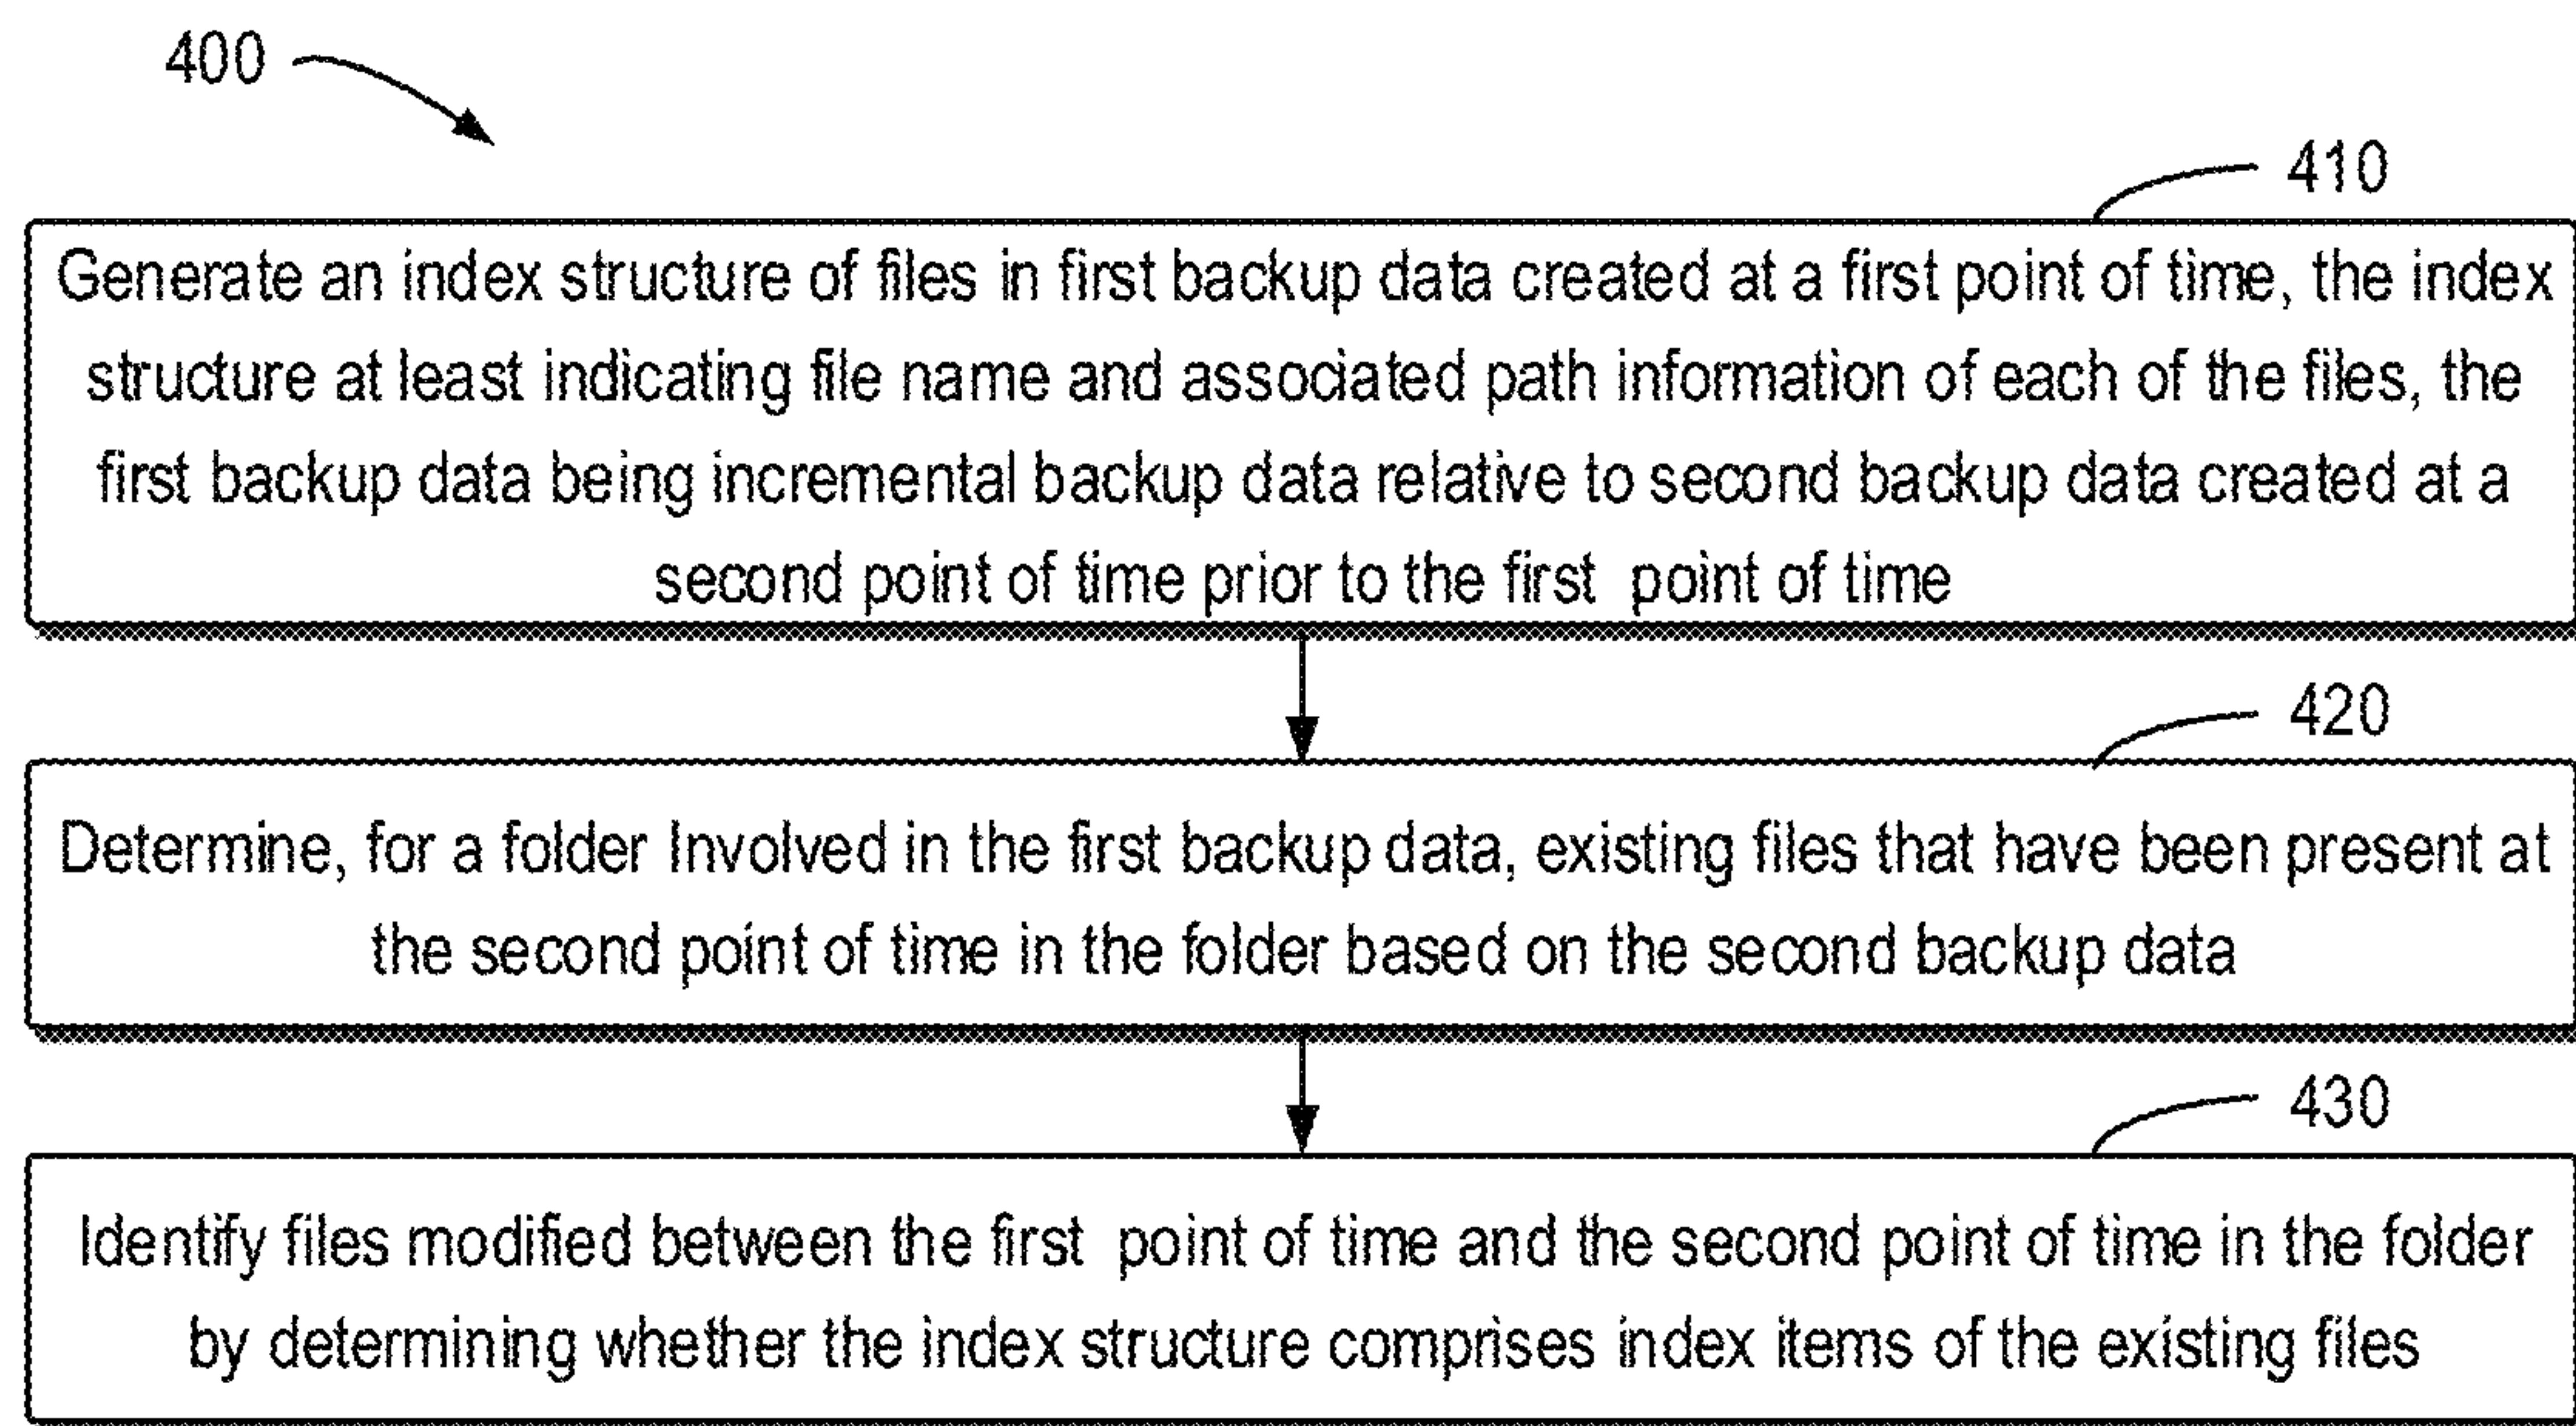 400
410
Generate an index structure of files in first backup data created at a first point of time, the index
structure at least indicating file name and associated path information of each of the files, the
first backup data being incremental backup data relative to second backup data created at a
second point of time prior to the first point of time
420
Determine, for a folder Involved in the first backup data, existing files that have been present at
the second point of time in the folder based on the second backup data
430
Identify files modified between the first point of time and the second point of time in the folder
by determining whether the index structure comprises index items of the existing files